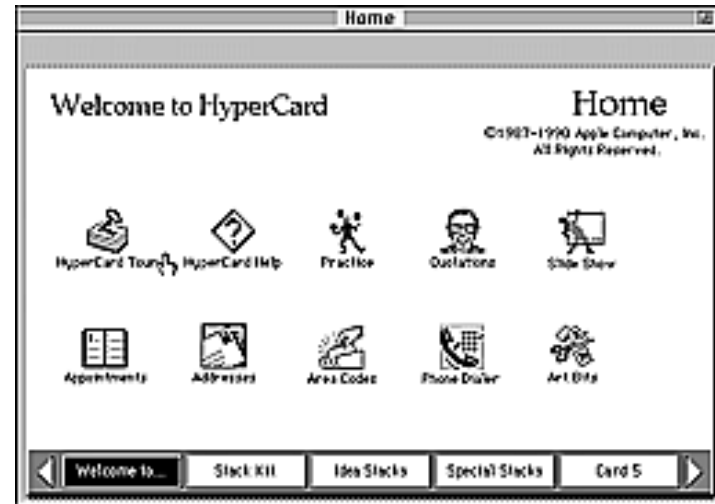 Home
Welcome to HyperCard
Home
©1987-1990 Apple Computer, Inc.
All Rights Reserved.
HyperCard Tour
HyperCard Help
Practice
Quotations
Slide Show
Appointments
Addresses
Area Codes
Phone Dialer
Art Bits
Welcome to...
Stack Kit
Idea Stacks
Special Stacks
Card 5